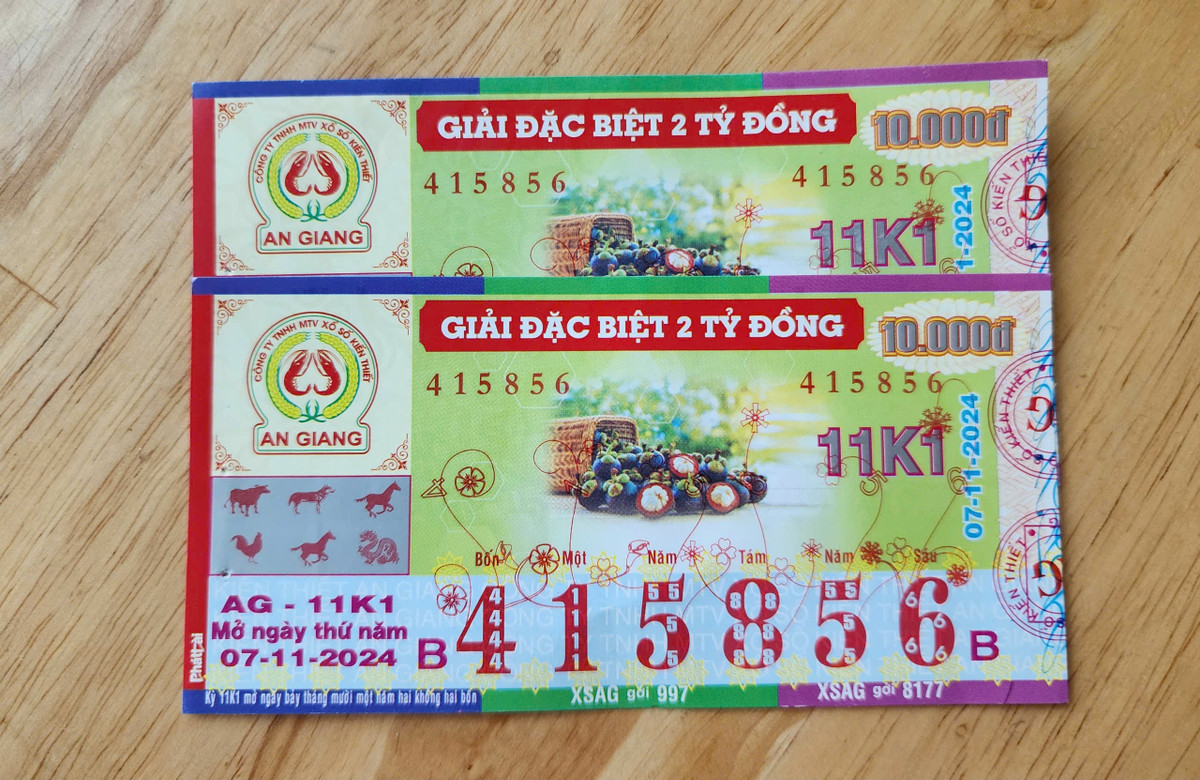 CÔNG TY TNHH MTV XỔ SỐ KIẾN THIẾT
AN GIANG
GIẢI ĐẶC BIỆT 2 TỶ ĐỒNG
10.000đ
415856
415856
11K1
1-2024
CÔNG TY TNHH MTV XỔ SỐ KIẾN THIẾT
AN GIANG
GIẢI ĐẶC BIỆT 2 TỶ ĐỒNG
10.000đ
415856
415856
11K1
07-11-2024
Bốn Một Năm Tám Năm Sáu
AG - 11K1
Mở ngày thứ năm
07-11-2024
B 415856 B
Kỳ 11K1 mở ngày bảy tháng mười một năm hai không hai bốn
XSAG gởi 997
XSAG gởi 8177